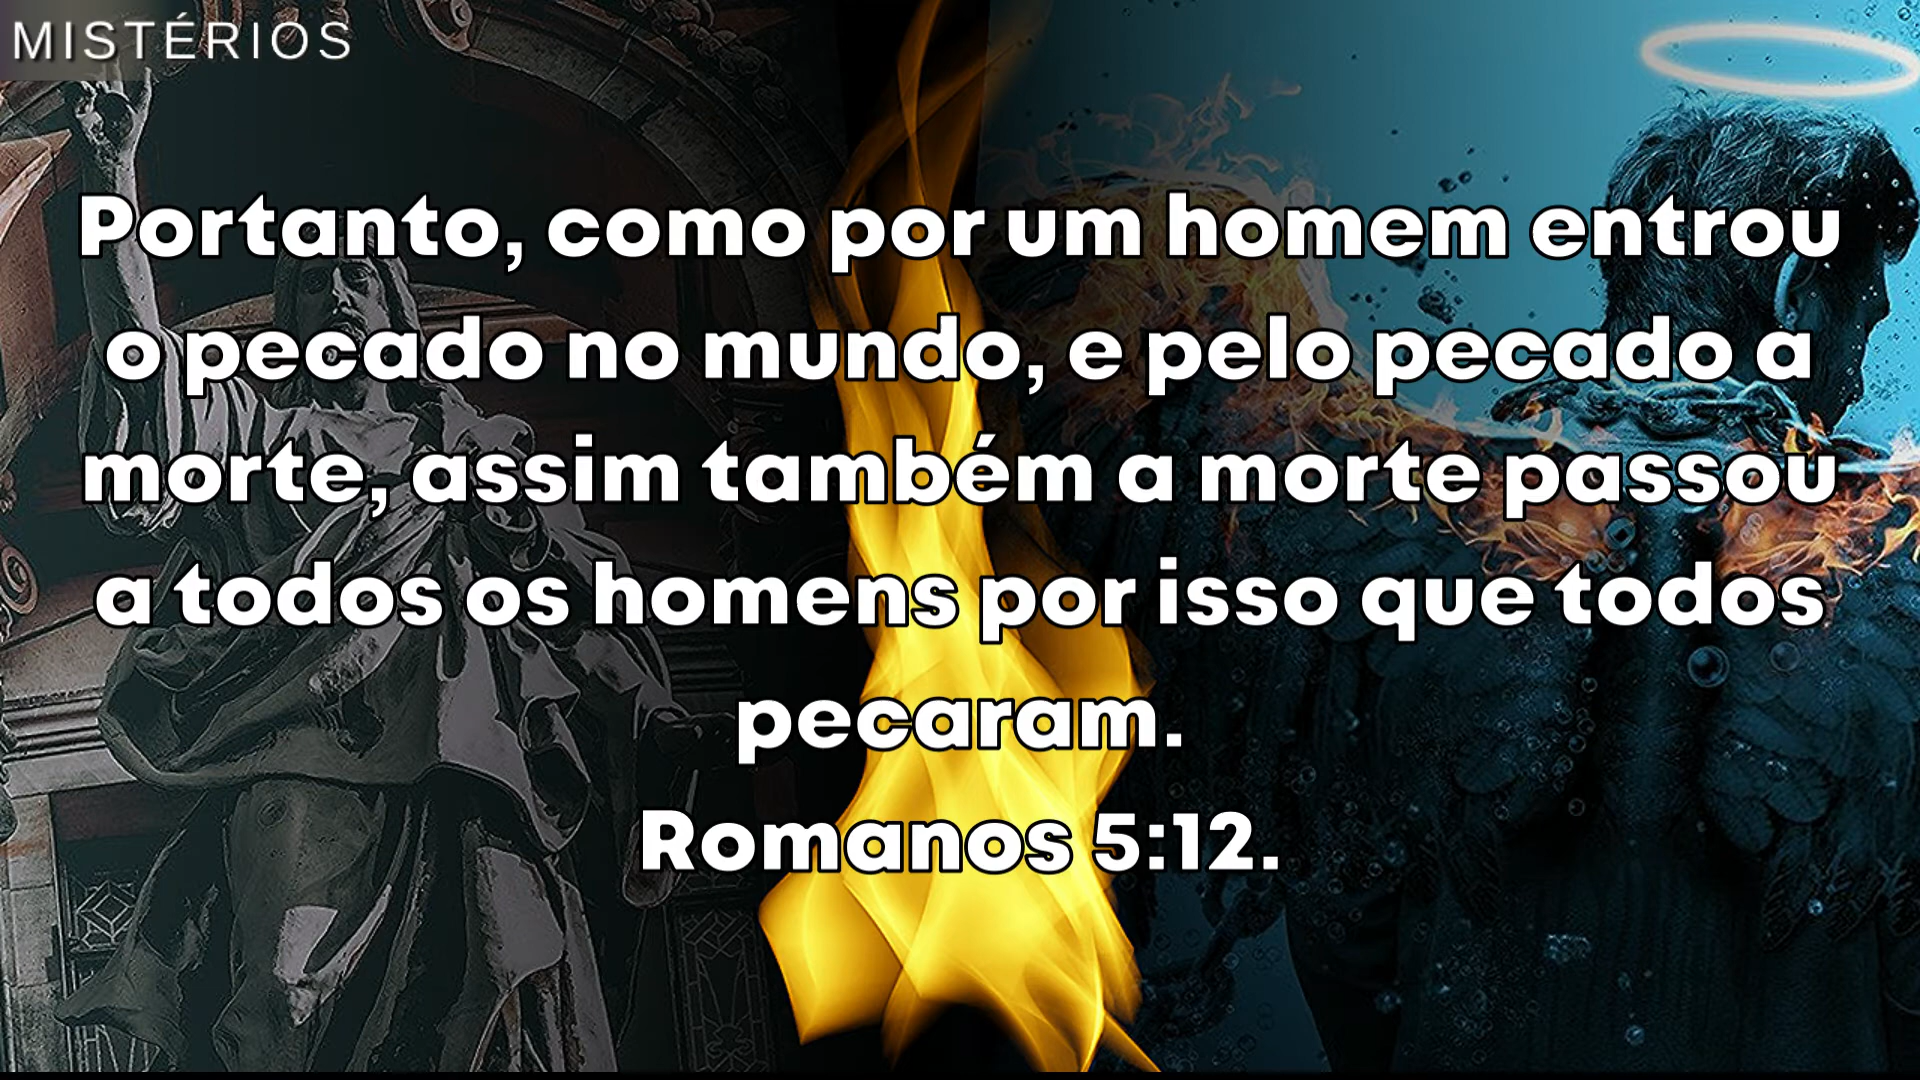 MISTÉRIOS
Portanto, como por um homem entrou
o pecado no mundo, e pelo pecado a
morte, assim também a morte passou
a todos os homens por isso que todos
pecaram.
Romanos 5:12.